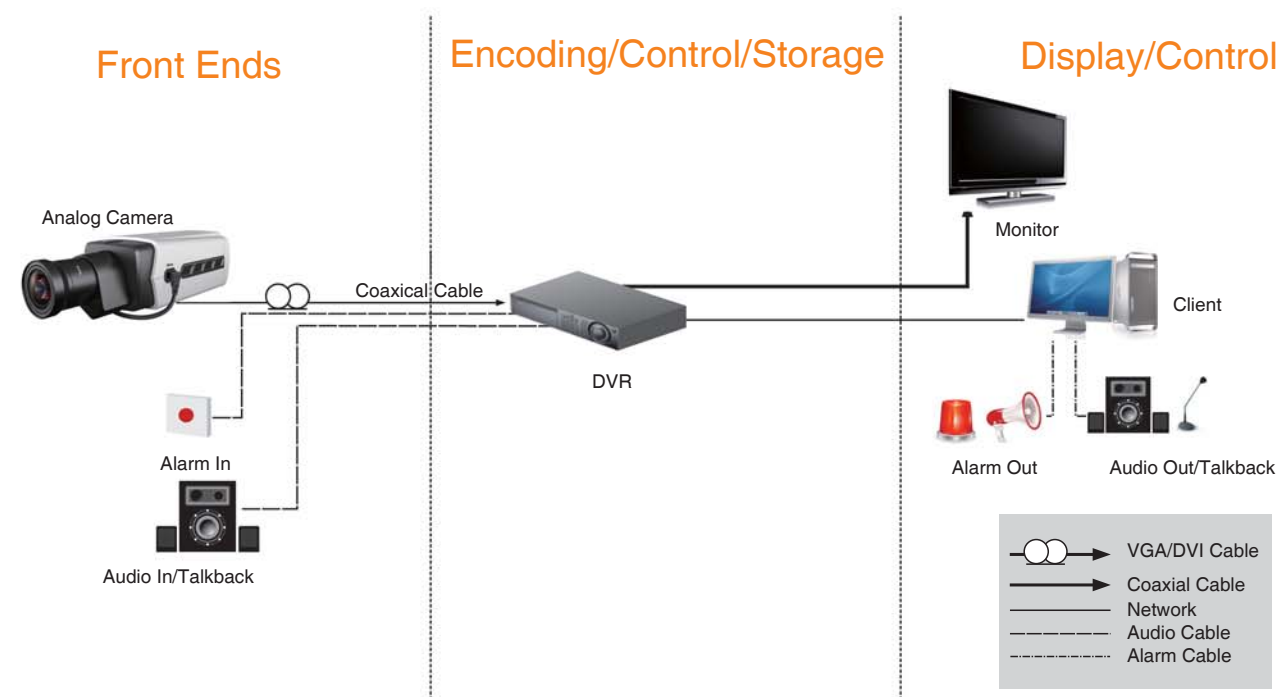 Front Ends
Encoding/Control/Storage
Display/Control
Analog Camera
Coaxical Cable
Monitor
Client
DVR
Alarm In
Alarm Out
Audio Out/Talkback
Audio In/Talkback
VGA/DVI Cable
Coaxial Cable
Network
Audio Cable
Alarm Cable